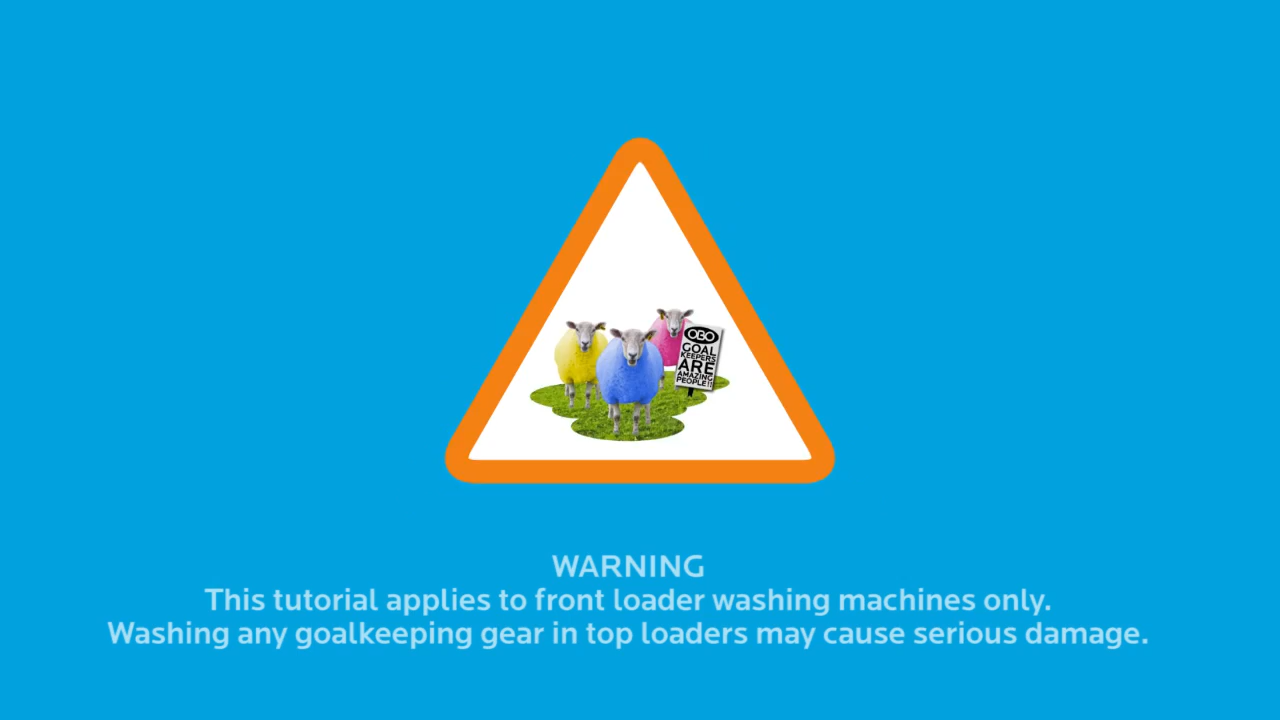 OBO
GOAL
KEEPERS
ARE
AMAZING
PEOPLE!!
WARNING
This tutorial applies to front loader washing machines only.
Washing any goalkeeping gear in top loaders may cause serious damage.